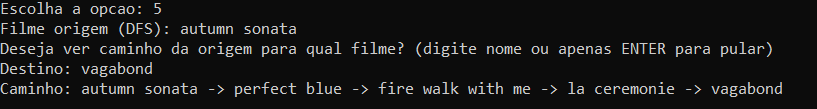 Escolha a opcao: 5
Filme origem (DFS): autumn sonata
Deseja ver caminho da origem para qual filme? (digite nome ou apenas ENTER para pular)
Destino: vagabond
Caminho: autumn sonata -> perfect blue -> fire walk with me -> la ceremonie -> vagabond